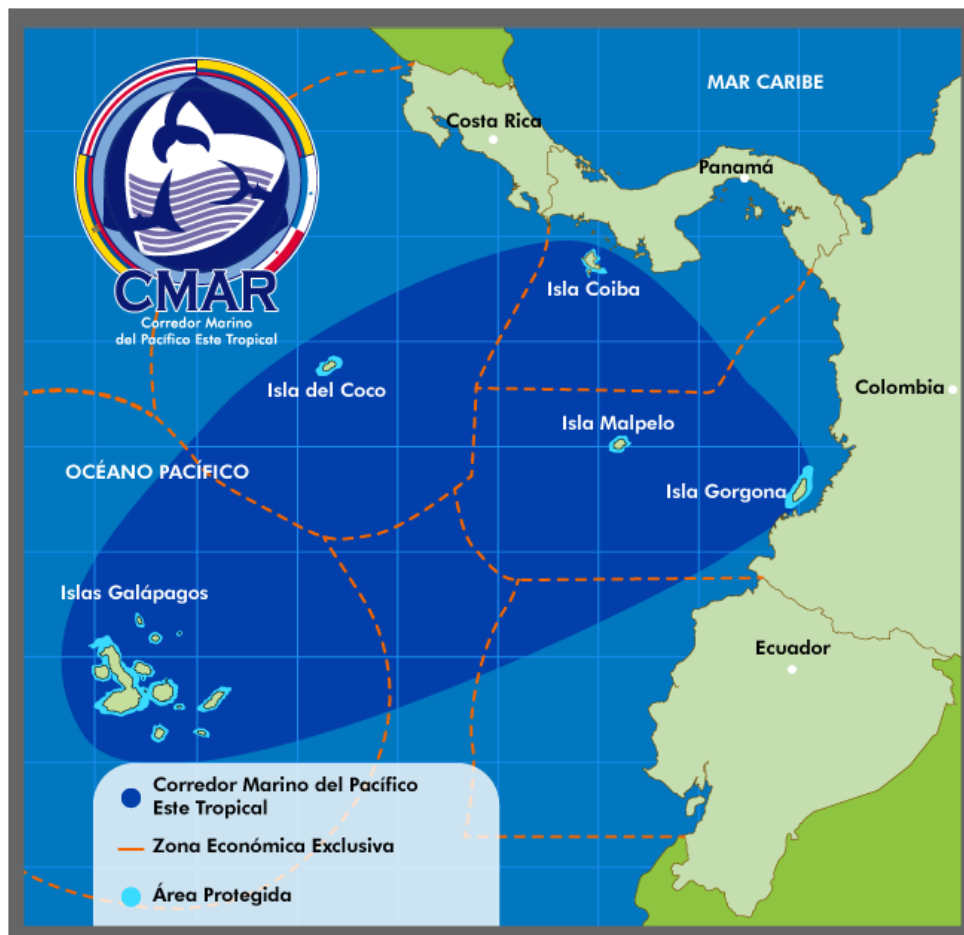 MAR CARIBE
Costa Rica
Panamá
Isla Coiba
CMAR
Corredor Marino
del Pacífico Este Tropical
Isla del Coco
Colombia
Isla Malpelo
OCÉANO PACÍFICO
Isla Gorgona
Islas Galápagos
Ecuador
Corredor Marino del Pacífico
Este Tropical
Zona Económica Exclusiva
Área Protegida